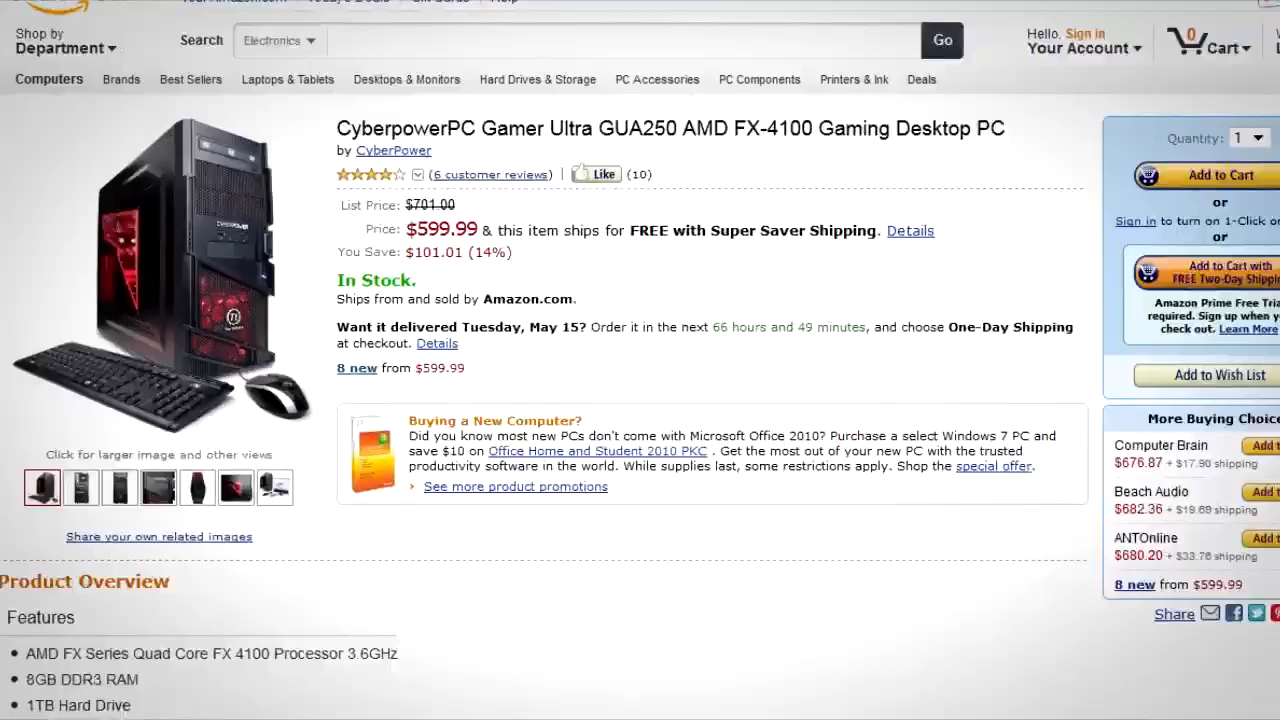 Shop by
Department
Search
Electronics
Go
Hello. Sign in
Your Account
0
Cart
Computers
Brands
Best Sellers
Laptops & Tablets
Desktops & Monitors
Hard Drives & Storage
PC Accessories
PC Components
Printers & Ink
Deals
CyberpowerPC Gamer Ultra GUA250 AMD FX-4100 Gaming Desktop PC
by CyberPower
(6 customer reviews) | Like (10)
List Price: $701.00
Price: $599.99 & this item ships for FREE with Super Saver Shipping. Details
You Save: $101.01 (14%)
In Stock.
Ships from and sold by Amazon.com.
Want it delivered Tuesday, May 15? Order it in the next 66 hours and 49 minutes, and choose One-Day Shipping
at checkout. Details
8 new from $599.99
Buying a New Computer?
Did you know most new PCs don't come with Microsoft Office 2010? Purchase a select Windows 7 PC and
save $10 on Office Home and Student 2010 PKC . Get the most out of your new PC with the trusted
productivity software in the world. While supplies last, some restrictions apply. Shop the special offer.
› See more product promotions
Click for larger image and other views
Share your own related images
Quantity: 1
Add to Cart
or
Sign in to turn on 1-Click o
or
Add to Cart with
FREE Two-Day Shippin
Amazon Prime Free Tria
required. Sign up when y
check out. Learn More
Add to Wish List
More Buying Choice
Computer Brain
Add t
$676.87 + $17.98 shipping
Beach Audio
Add t
$682.36 + $19.69 shipping
ANTOnline
Add t
$680.20 + $33.76 shipping
8 new from $599.99
Share
Product Overview
Features
• AMD FX Series Quad Core FX 4100 Processor 3.6GHz
• 8GB DDR3 RAM
• 1TB Hard Drive